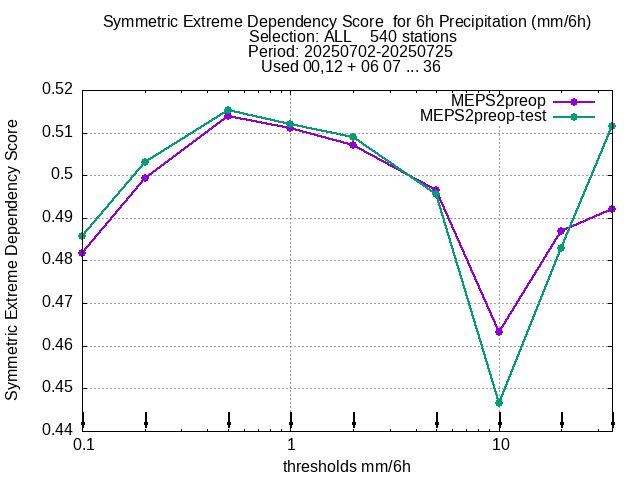 Symmetric Extreme Dependency Score  for 6h Precipitation (mm/6h)
Selection: ALL    540 stations
Period: 20250702-20250725
Used 00,12 + 06 07 ... 36
MEPS2preop
MEPS2preop-test
Symmetric Extreme Dependency Score
0.52
0.51
0.5
0.49
0.48
0.47
0.46
0.45
0.44
0.1 1 10
thresholds mm/6h